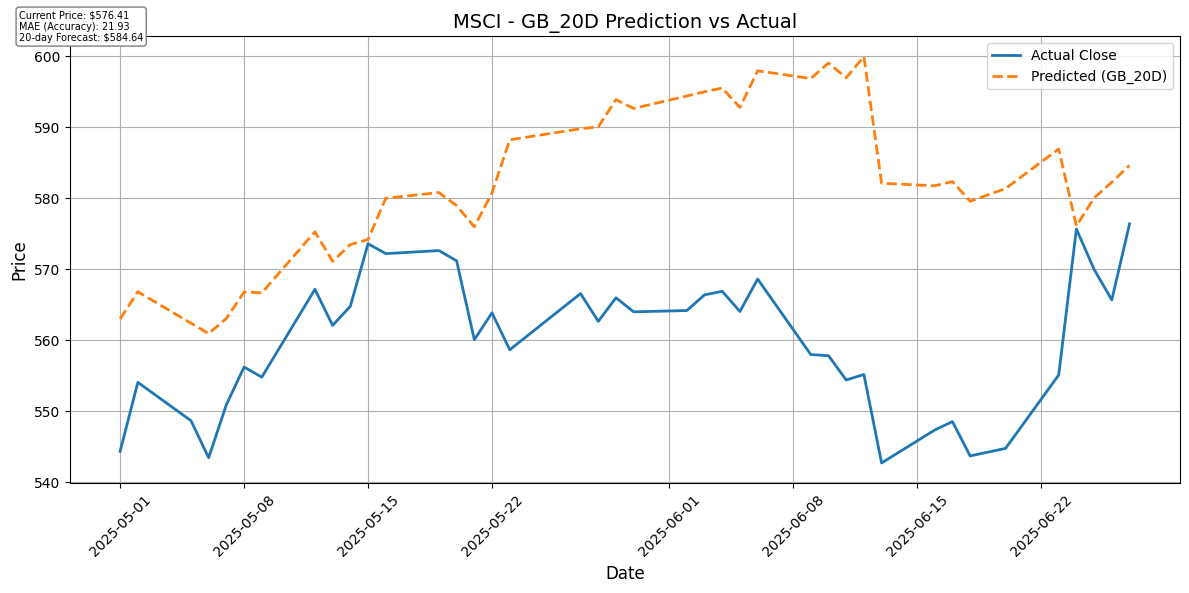 MSCI - GB_20D Prediction vs Actual
Current Price: $576.41
MAE (Accuracy): 21.93
20-day Forecast: $584.64
Actual Close
Predicted (GB_20D)
Price
600
590
580
570
560
550
540
2025-05-01
2025-05-08
2025-05-15
2025-05-22
2025-06-01
2025-06-08
2025-06-15
2025-06-22
Date